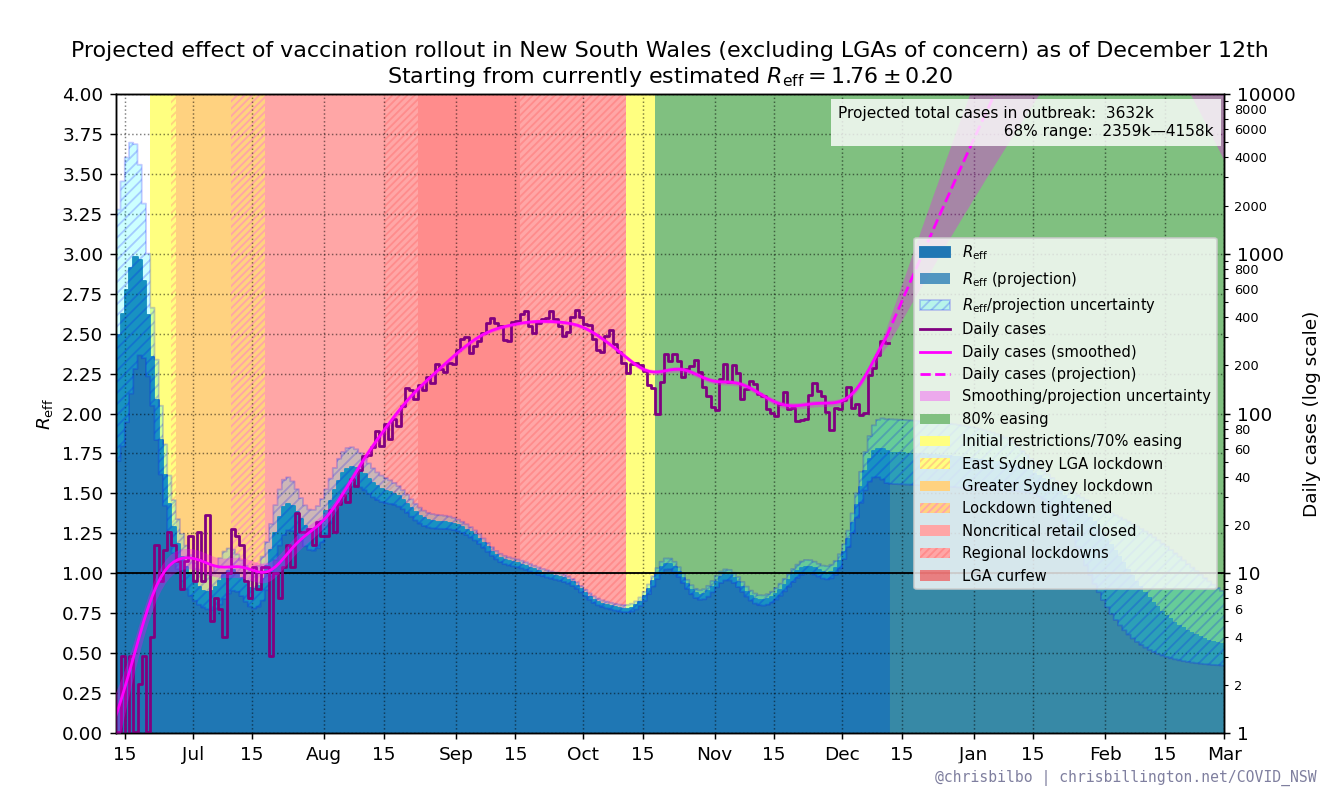 Projected effect of vaccination rollout in New South Wales (excluding LGAs of concern) as of December 12th
Starting from currently estimated R_eff = 1.76 ± 0.20
Projected total cases in outbreak: 3632k
68% range: 2359k—4158k
R_eff
4.00
3.75
3.50
3.25
3.00
2.75
2.50
2.25
2.00
1.75
1.50
1.25
1.00
0.75
0.50
0.25
0.00
R_eff
R_eff (projection)
R_eff/projection uncertainty
Daily cases
Daily cases (smoothed)
Daily cases (projection)
Smoothing/projection uncertainty
80% easing
Initial restrictions/70% easing
East Sydney LGA lockdown
Greater Sydney lockdown
Lockdown tightened
Noncritical retail closed
Regional lockdowns
LGA curfew
10000
8000
6000
4000
2000
1000
800
600
400
200
100
80
60
40
20
10
8
6
4
2
1
Daily cases (log scale)
15 Jul 15 Aug 15 Sep 15 Oct 15 Nov 15 Dec 15 Jan 15 Feb 15 Mar
@chrisbilbo | chrisbillington.net/COVID_NSW